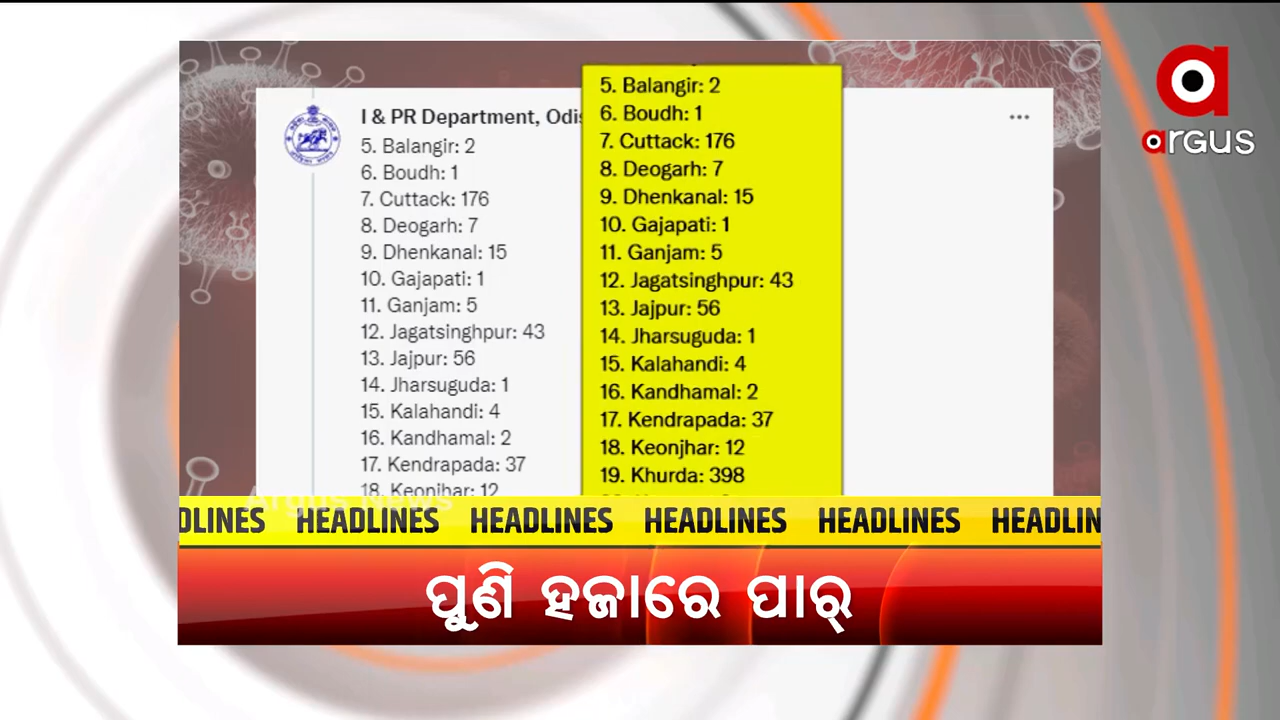 I & PR Department, Odis
5. Balangir: 2
6. Boudh: 1
7. Cuttack: 176
8. Deogarh: 7
9. Dhenkanal: 15
10. Gajapati: 1
11. Ganjam: 5
12. Jagatsinghpur: 43
13. Jajpur: 56
14. Jharsuguda: 1
15. Kalahandi: 4
16. Kandhamal: 2
17. Kendrapada: 37
18. Keonjhar: 12
5. Balangir: 2
6. Boudh: 1
7. Cuttack: 176
8. Deogarh: 7
9. Dhenkanal: 15
10. Gajapati: 1
11. Ganjam: 5
12. Jagatsinghpur: 43
13. Jajpur: 56
14. Jharsuguda: 1
15. Kalahandi: 4
16. Kandhamal: 2
17. Kendrapada: 37
18. Keonjhar: 12
19. Khurda: 398
argus
Argus News
DLINES HEADLINES HEADLINES HEADLINES HEADLINES HEADLIN
ପୁଣି ହଜାରେ ପାର୍